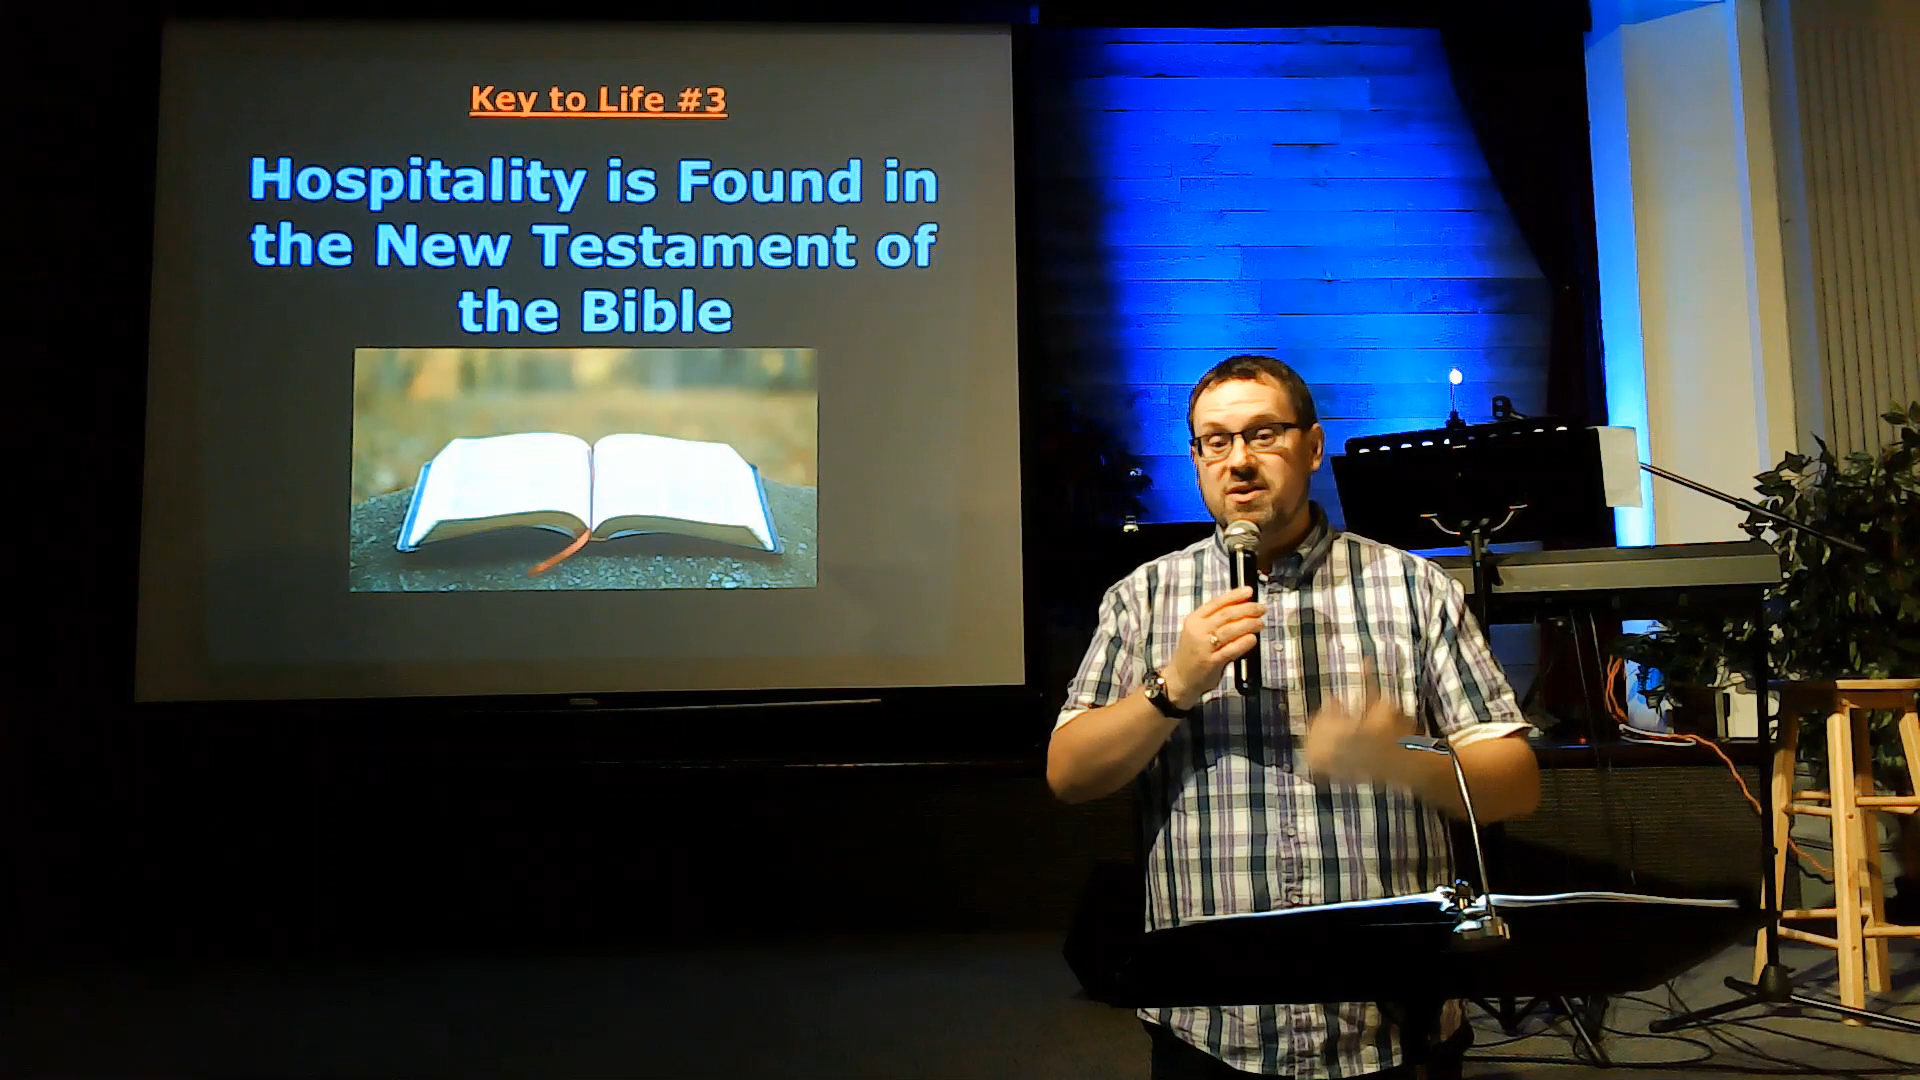 Key to Life #3
Hospitality is Found in
the New Testament of
the Bible